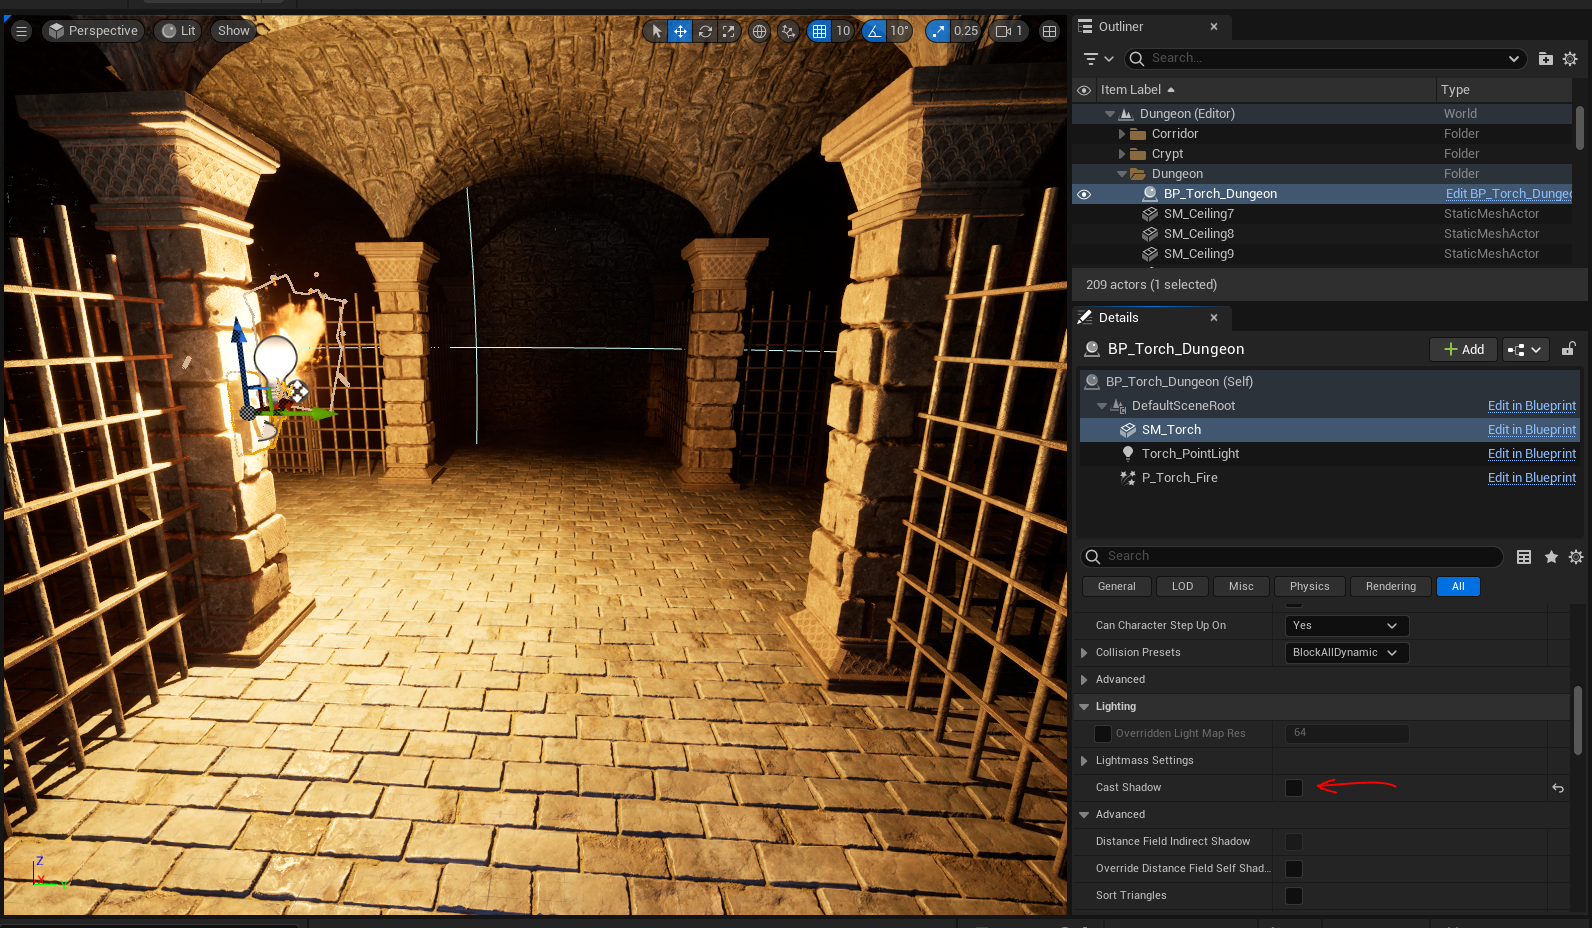 Perspective Lit Show 10 10° 0.25 1
Outliner
Search...
Item Label Type
Dungeon (Editor) World
Corridor Folder
Crypt Folder
Dungeon Folder
BP_Torch_Dungeon Edit BP_Torch_Dunge
SM_Ceiling7 StaticMeshActor
SM_Ceiling8 StaticMeshActor
SM_Ceiling9 StaticMeshActor
209 actors (1 selected)
Details
BP_Torch_Dungeon Add
BP_Torch_Dungeon (Self)
DefaultSceneRoot Edit in Blueprint
SM_Torch Edit in Blueprint
Torch_PointLight Edit in Blueprint
P_Torch_Fire Edit in Blueprint
Search
General LOD Misc Physics Rendering All
Can Character Step Up On Yes
Collision Presets BlockAllDynamic
Advanced
Lighting
Overridden Light Map Res 64
Lightmass Settings
Cast Shadow
Advanced
Distance Field Indirect Shadow
Override Distance Field Self Shad...
Sort Triangles
Z
X
Y